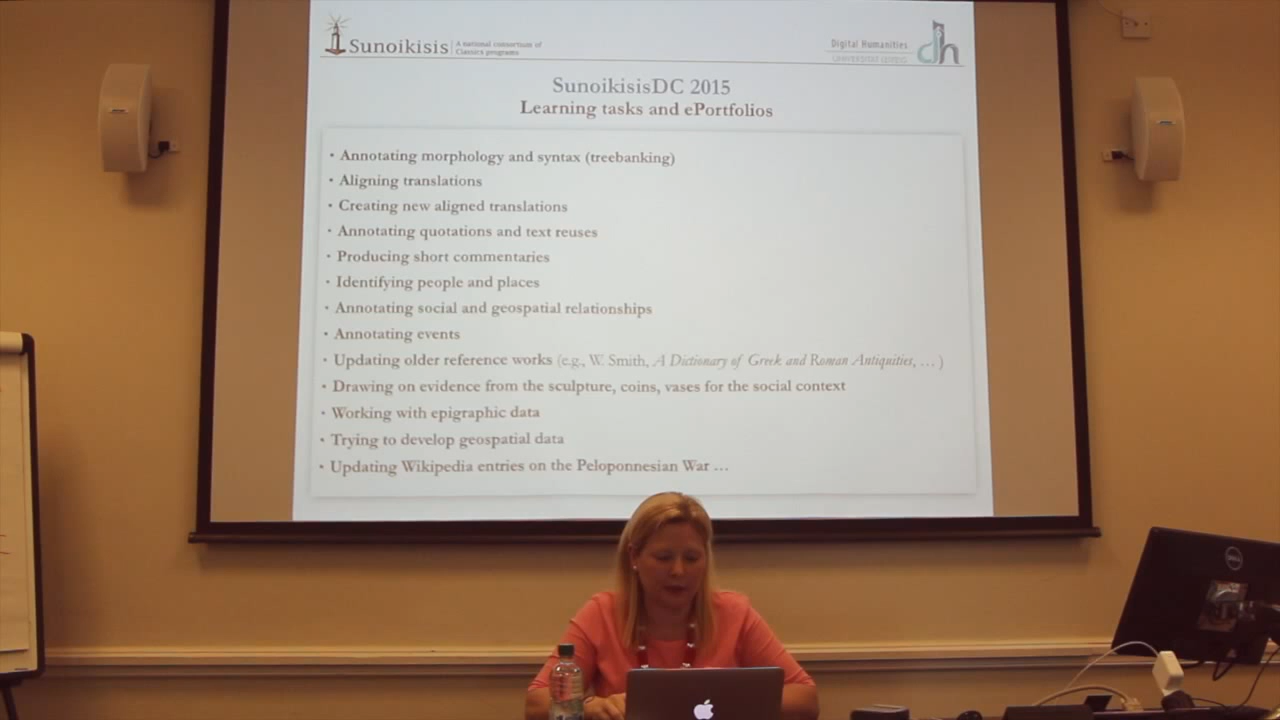 Sunoikisis
A national consortium of
Classics programs
Digital Humanities
UNIVERSITÄT LEIPZIG
dh
SunoikisisDC 2015
Learning tasks and ePortfolios
• Annotating morphology and syntax (treebanking)
• Aligning translations
• Creating new aligned translations
• Annotating quotations and text reuses
• Producing short commentaries
• Identifying people and places
• Annotating social and geospatial relationships
• Annotating events
• Updating older reference works (e.g., W. Smith, A Dictionary of Greek and Roman Antiquities, … )
• Drawing on evidence from the sculpture, coins, vases for the social context
• Working with epigraphic data
• Trying to develop geospatial data
• Updating Wikipedia entries on the Peloponnesian War …
DELL